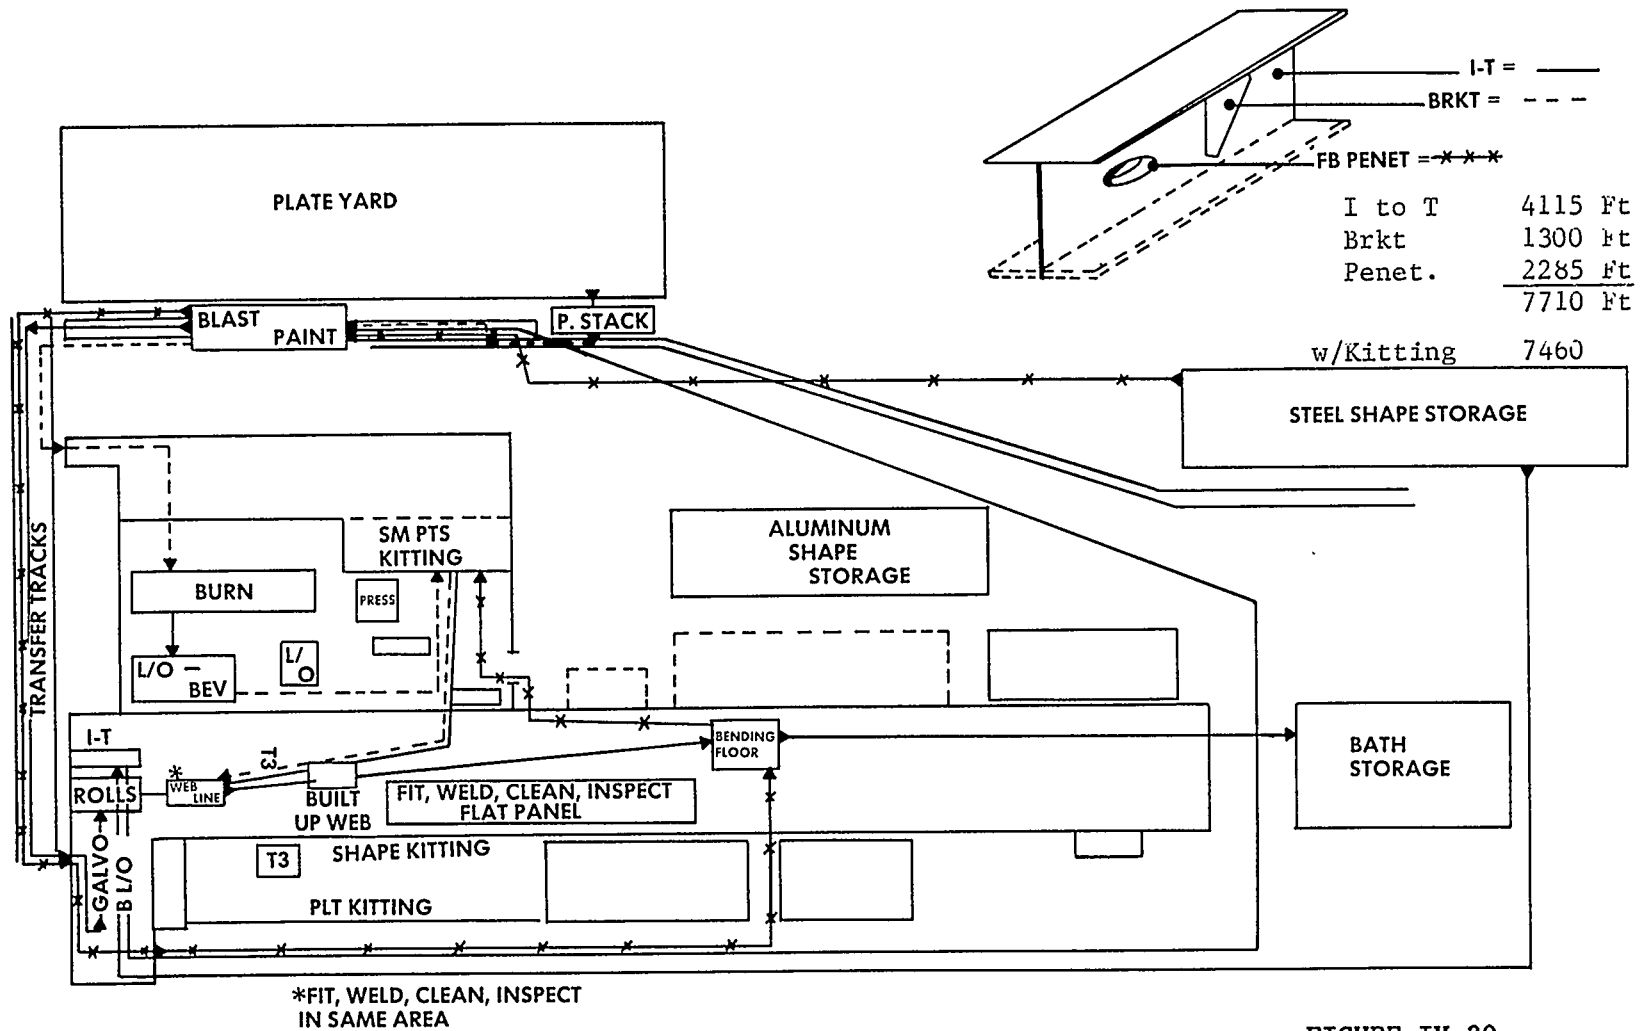 I-T =
BRKT =
FB PENET =
I to T 4115 Ft
Brkt 1300 Ft
Penet. 2285 Ft
7710 Ft
w/Kitting 7460
PLATE YARD
BLAST
PAINT
P. STACK
STEEL SHAPE STORAGE
TRANSFER TRACKS
SM PTS
KITTING
ALUMINUM
SHAPE
STORAGE
BURN
PRESS
L/O –
BEV
L/
O
I-T
ROLLS
GALVO
B L/O
*
WEB
LINE
T3
BUILT
UP WEB
BENDING
FLOOR
FIT, WELD, CLEAN, INSPECT
FLAT PANEL
BATH
STORAGE
T3
SHAPE KITTING
PLT KITTING
*FIT, WELD, CLEAN, INSPECT
IN SAME AREA